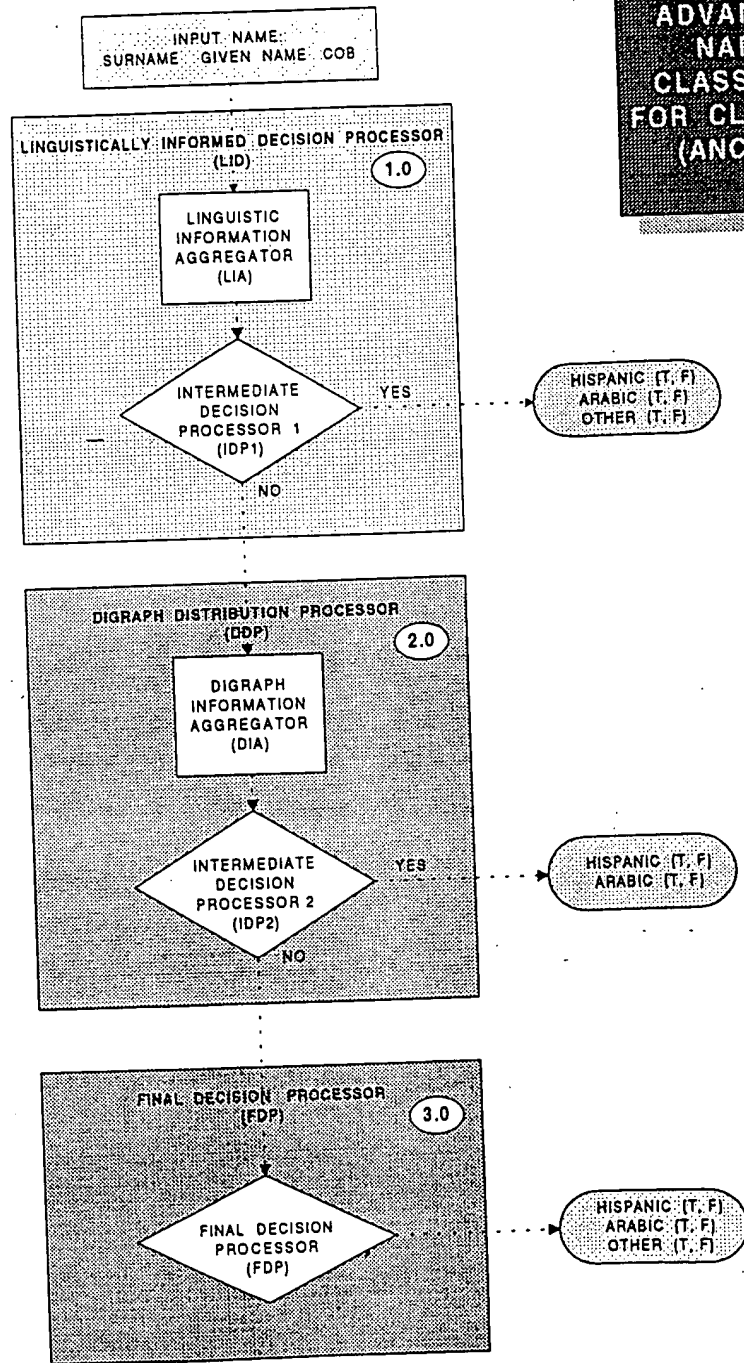 INPUT NAME:
SURNAME GIVEN NAME COB
FOR
LINGUISTICALLY INFORMED DECISION PROCESSOR
(LID)
1.0
LINGUISTIC
INFORMATION
AGGREGATOR
(LIA)
INTERMEDIATE
DECISION
PROCESSOR 1
(IDP1)
YES
NO
HISPANIC (T, F)
ARABIC (T, F)
OTHER (T, F)
DIGRAPH DISTRIBUTION PROCESSOR
(DDP)
2.0
DIGRAPH
INFORMATION
AGGREGATOR
(DIA)
INTERMEDIATE
DECISION
PROCESSOR 2
(IDP2)
YES
NO
HISPANIC (T, F)
ARABIC (T, F)
FINAL DECISION PROCESSOR
(FDP)
3.0
FINAL DECISION
PROCESSOR
(FDP)
HISPANIC (T, F)
ARABIC (T, F)
OTHER (T, F)